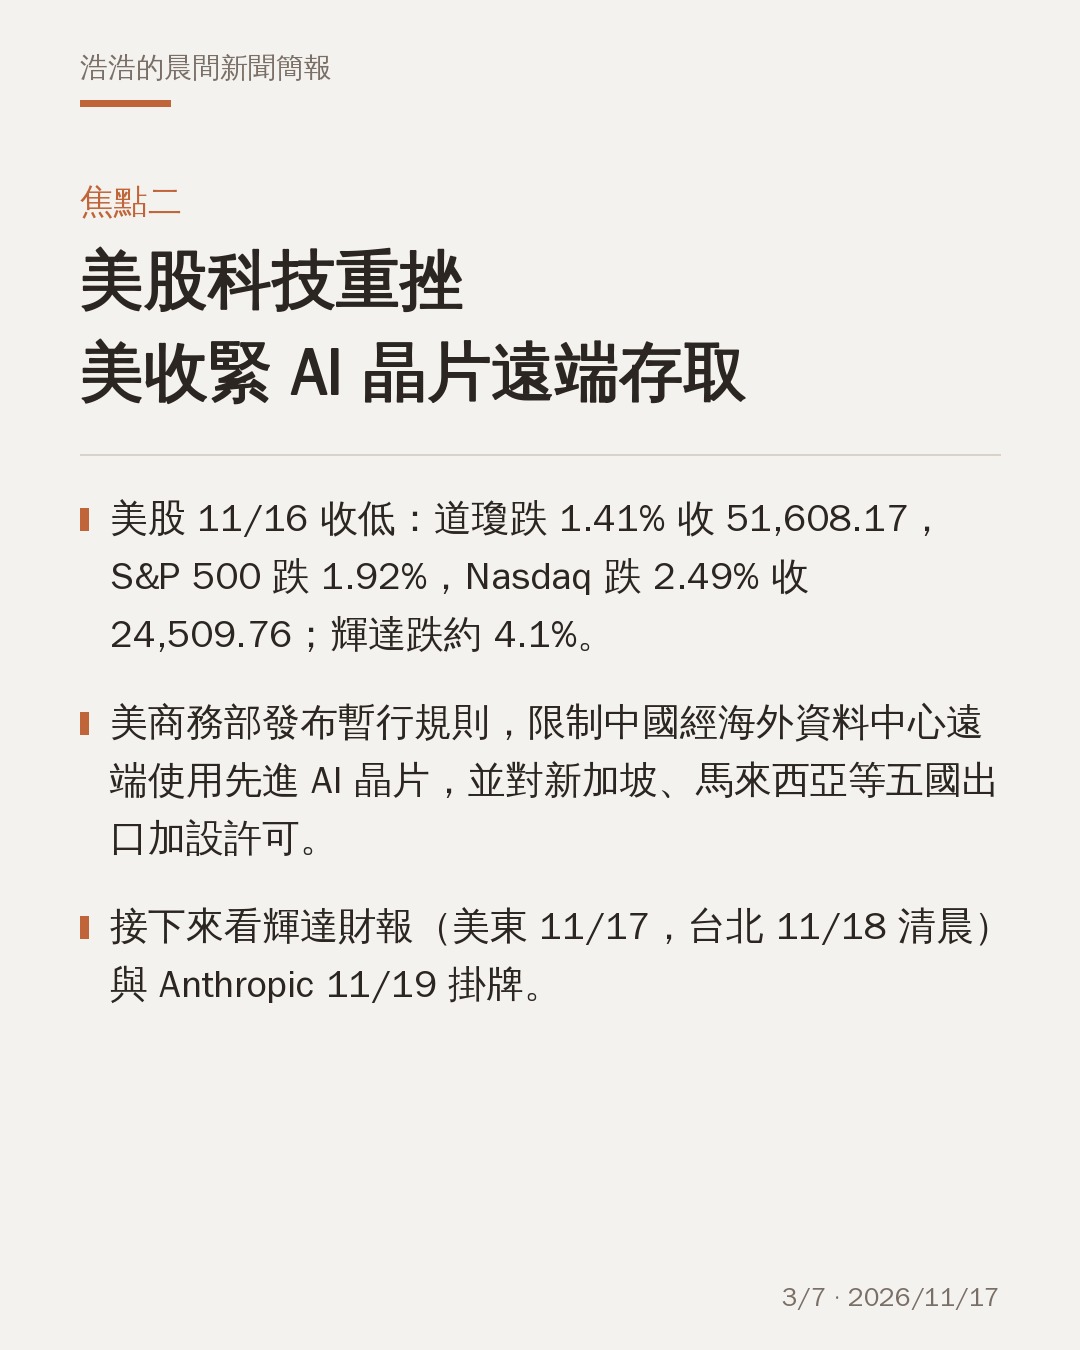 浩浩的晨間新聞簡報
焦點二
美股科技重挫
美收緊 AI 晶片遠端存取
美股 11/16 收低：道瓊跌 1.41% 收 51,608.17，
S&P 500 跌 1.92%，Nasdaq 跌 2.49% 收
24,509.76；輝達跌約 4.1%。
美商務部發布暫行規則，限制中國經海外資料中心遠
端使用先進 AI 晶片，並對新加坡、馬來西亞等五國出
口加設許可。
接下來看輝達財報（美東 11/17，台北 11/18 清晨）
與 Anthropic 11/19 掛牌。
3/7 · 2026/11/17